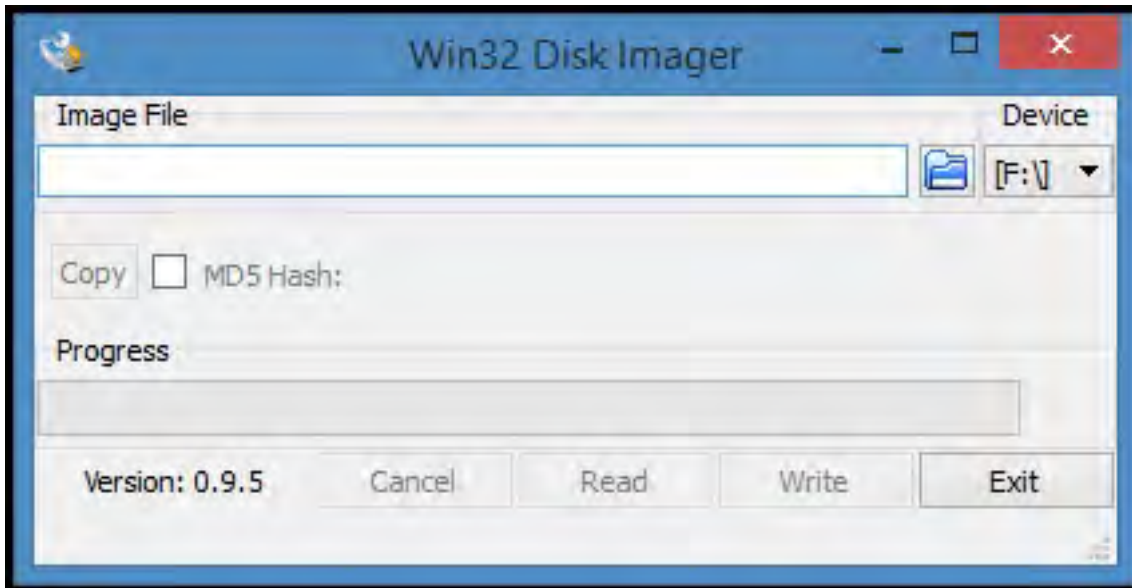 Win32 Disk Imager
Image File Device
[F:\]
Copy MD5 Hash:
Progress
Version: 0.9.5 Cancel Read Write Exit